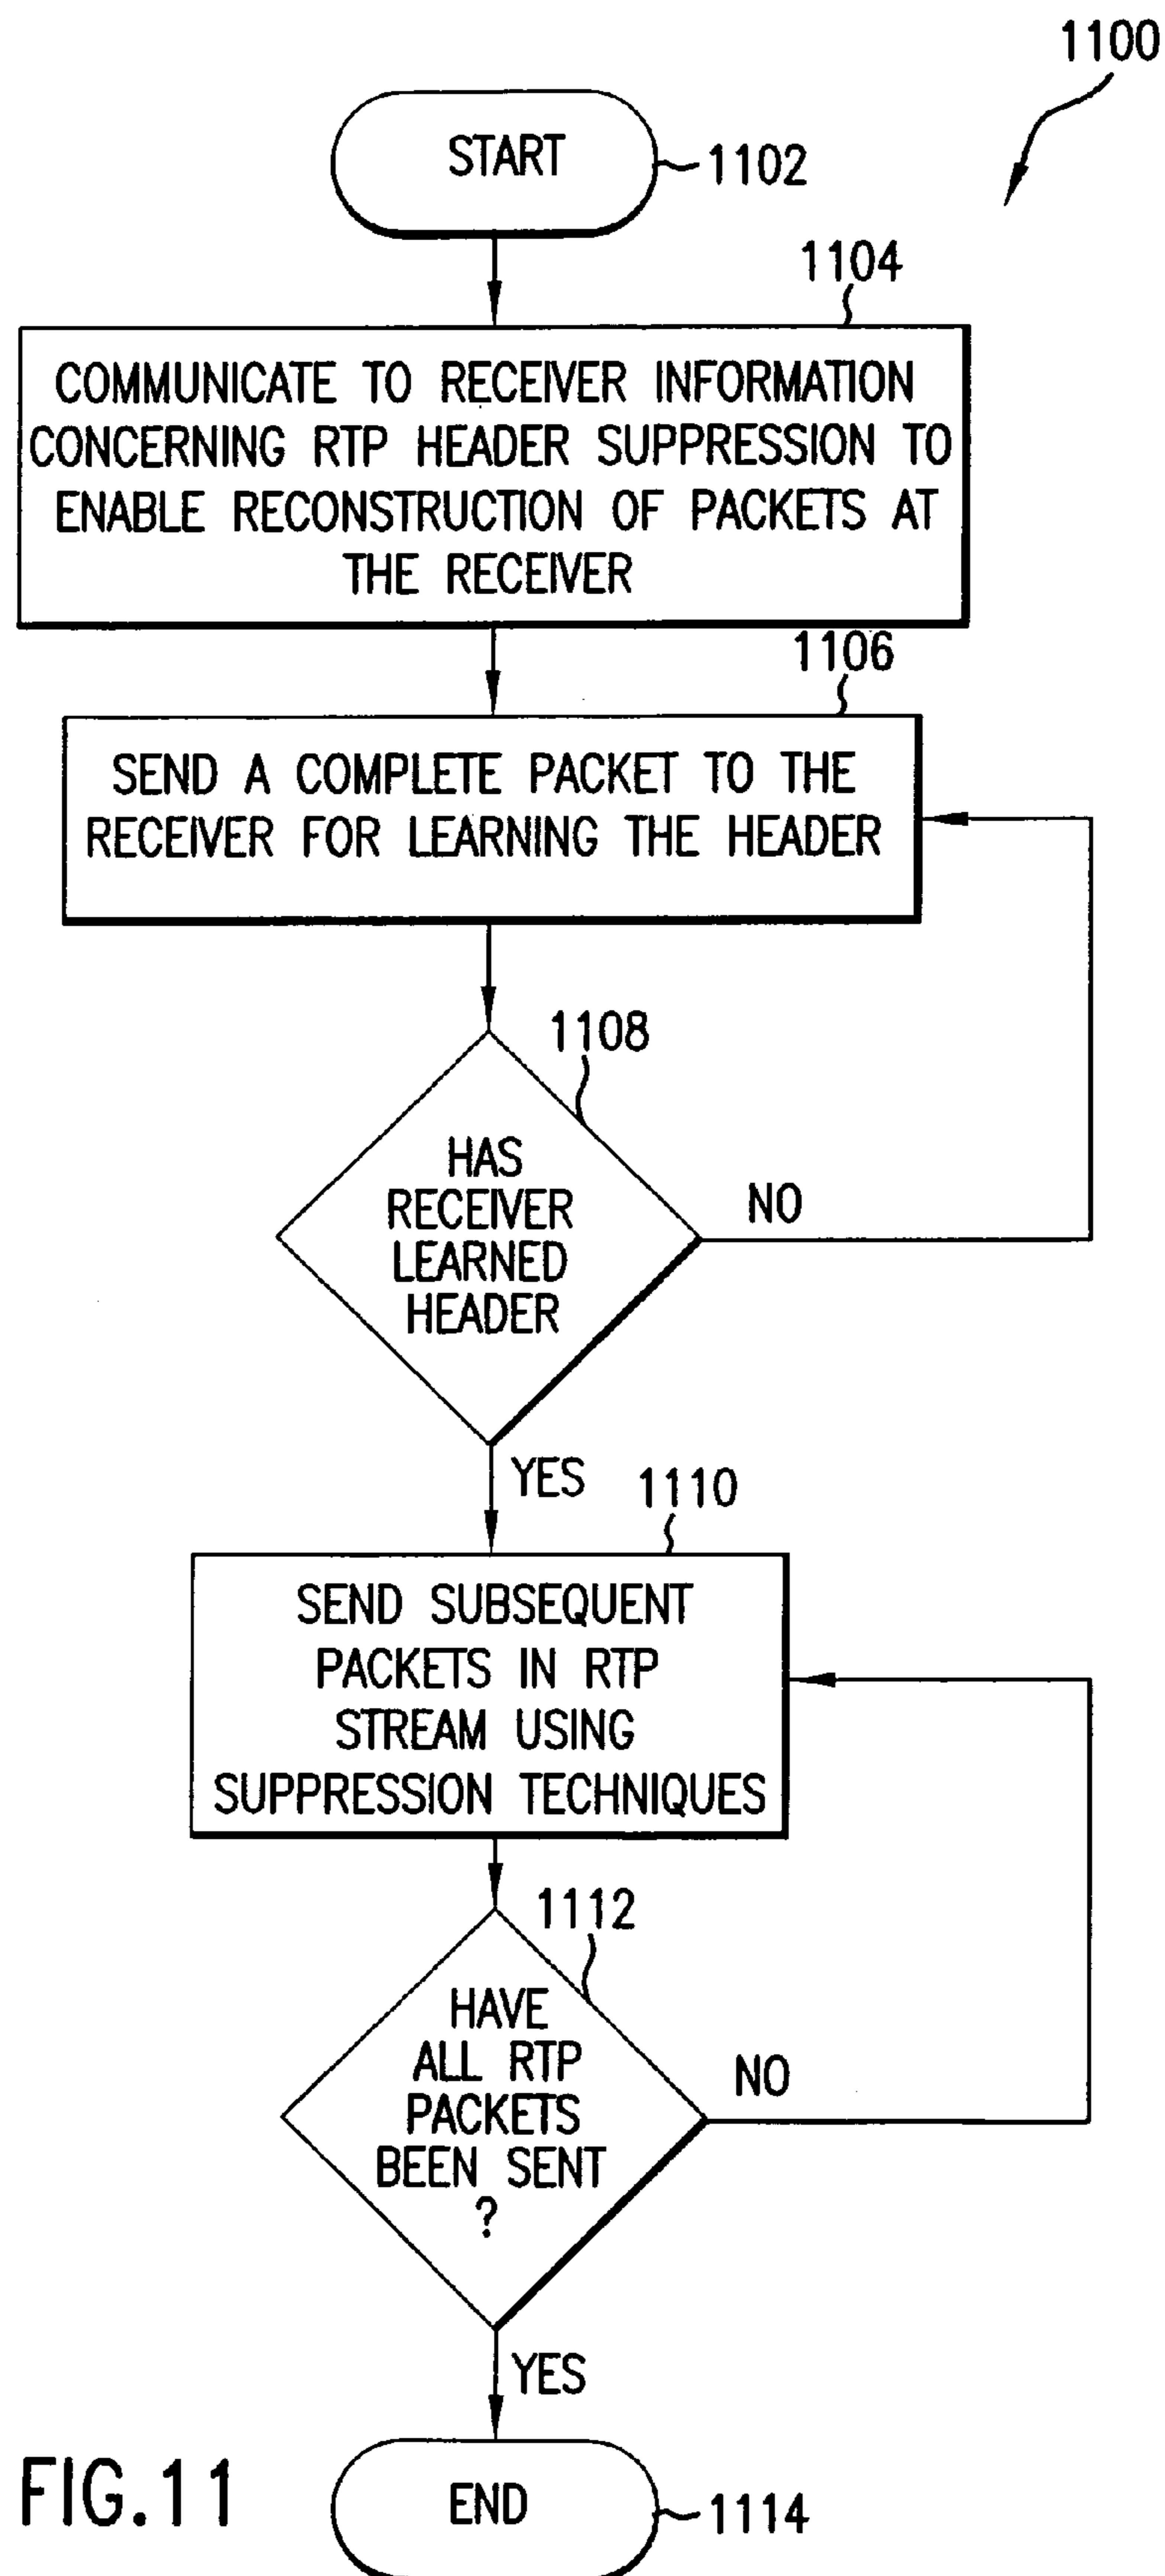 1100
START
1102
1104
COMMUNICATE TO RECEIVER INFORMATION
CONCERNING RTP HEADER SUPPRESSION TO
ENABLE RECONSTRUCTION OF PACKETS AT
THE RECEIVER
1106
SEND A COMPLETE PACKET TO THE
RECEIVER FOR LEARNING THE HEADER
1108
HAS
RECEIVER
LEARNED
HEADER
NO
YES
1110
SEND SUBSEQUENT
PACKETS IN RTP
STREAM USING
SUPPRESSION TECHNIQUES
1112
HAVE
ALL RTP
PACKETS
BEEN SENT
?
NO
YES
END
1114
FIG.11